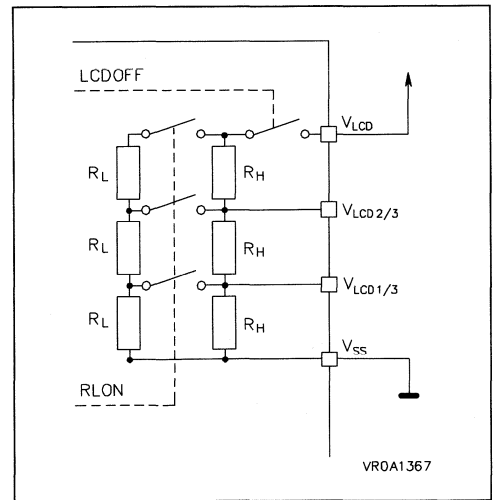 LCDOFF
VLCD
RL
RH
VLCD2/3
RL
RH
VLCD1/3
RL
RH
VSS
RLON
VR0A1367